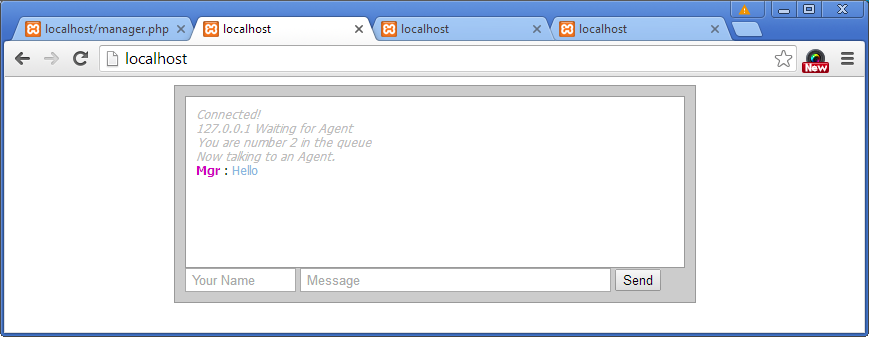 localhost/manager.php
localhost
localhost
localhost
localhost
New
Connected!
127.0.0.1 Waiting for Agent
You are number 2 in the queue
Now talking to an Agent.
Mgr : Hello
Your Name
Message
Send